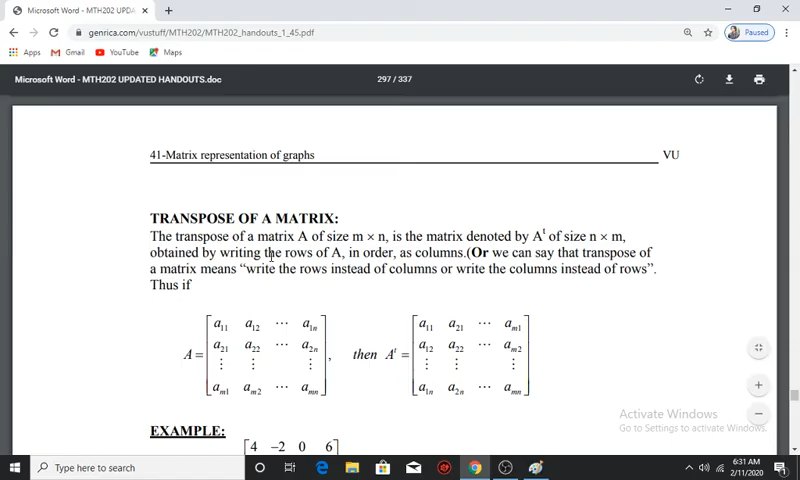 Microsoft Word - MTH202 UPDA
genrica.com/vustuff/MTH202/MTH202_handouts_1_45.pdf
Paused
Apps Gmail YouTube Maps
Microsoft Word - MTH202 UPDATED HANDOUTS.doc
297 / 337
41-Matrix representation of graphs VU
TRANSPOSE OF A MATRIX:
The transpose of a matrix A of size m × n, is the matrix denoted by Aᵗ of size n × m,
obtained by writing the rows of A, in order, as columns.(Or we can say that transpose of
a matrix means “write the rows instead of columns or write the columns instead of rows”.
Thus if
a₁₁ a₁₂ ⋯ a₁ₙ a₁₁ a₂₁ ⋯ aₘ₁
A = a₂₁ a₂₂ ⋯ a₂ₙ , then Aᵗ = a₁₂ a₂₂ ⋯ aₘ₂
⋮ ⋮ ⋮ ⋮ ⋮ ⋮
aₘ₁ aₘ₂ ⋯ aₘₙ a₁ₙ a₂ₙ ⋯ aₘₙ
EXAMPLE:
4 −2 0 6
Activate Windows
Go to Settings to activate Windows.
Type here to search
6:31 AM
2/11/2020